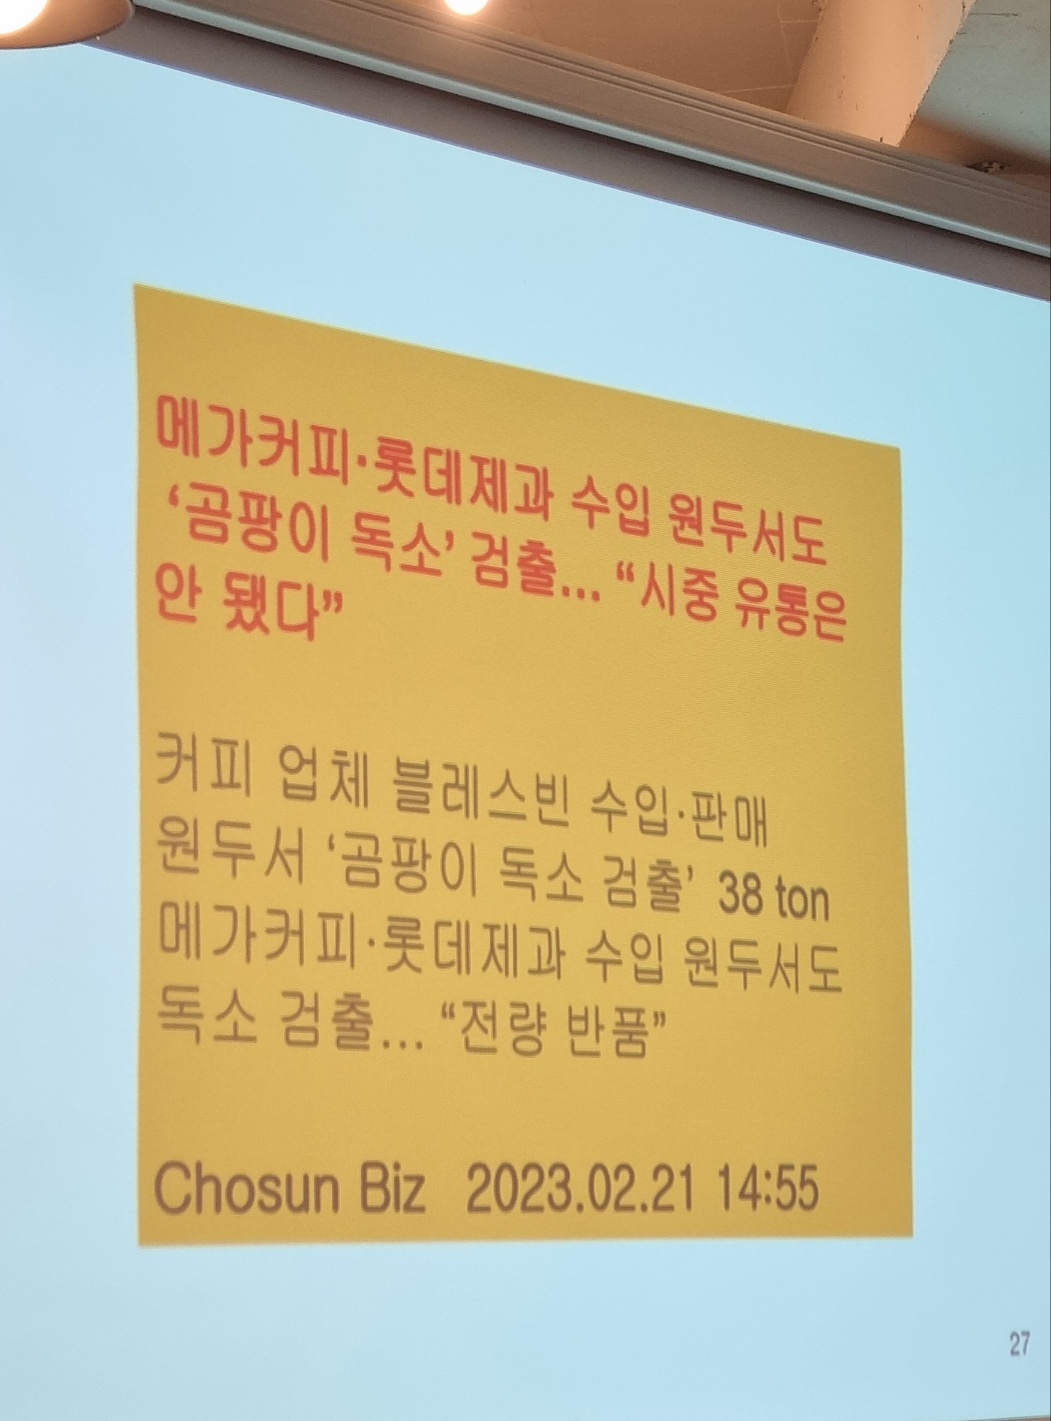 메가커피·롯데제과 수입 원두서도
‘곰팡이 독소’ 검출... “시중 유통은
안 됐다”
커피 업체 블레스빈 수입·판매
원두서 ‘곰팡이 독소 검출’ 38 ton
메가커피·롯데제과 수입 원두서도
독소 검출... “전량 반품”
Chosun Biz 2023.02.21 14:55
27